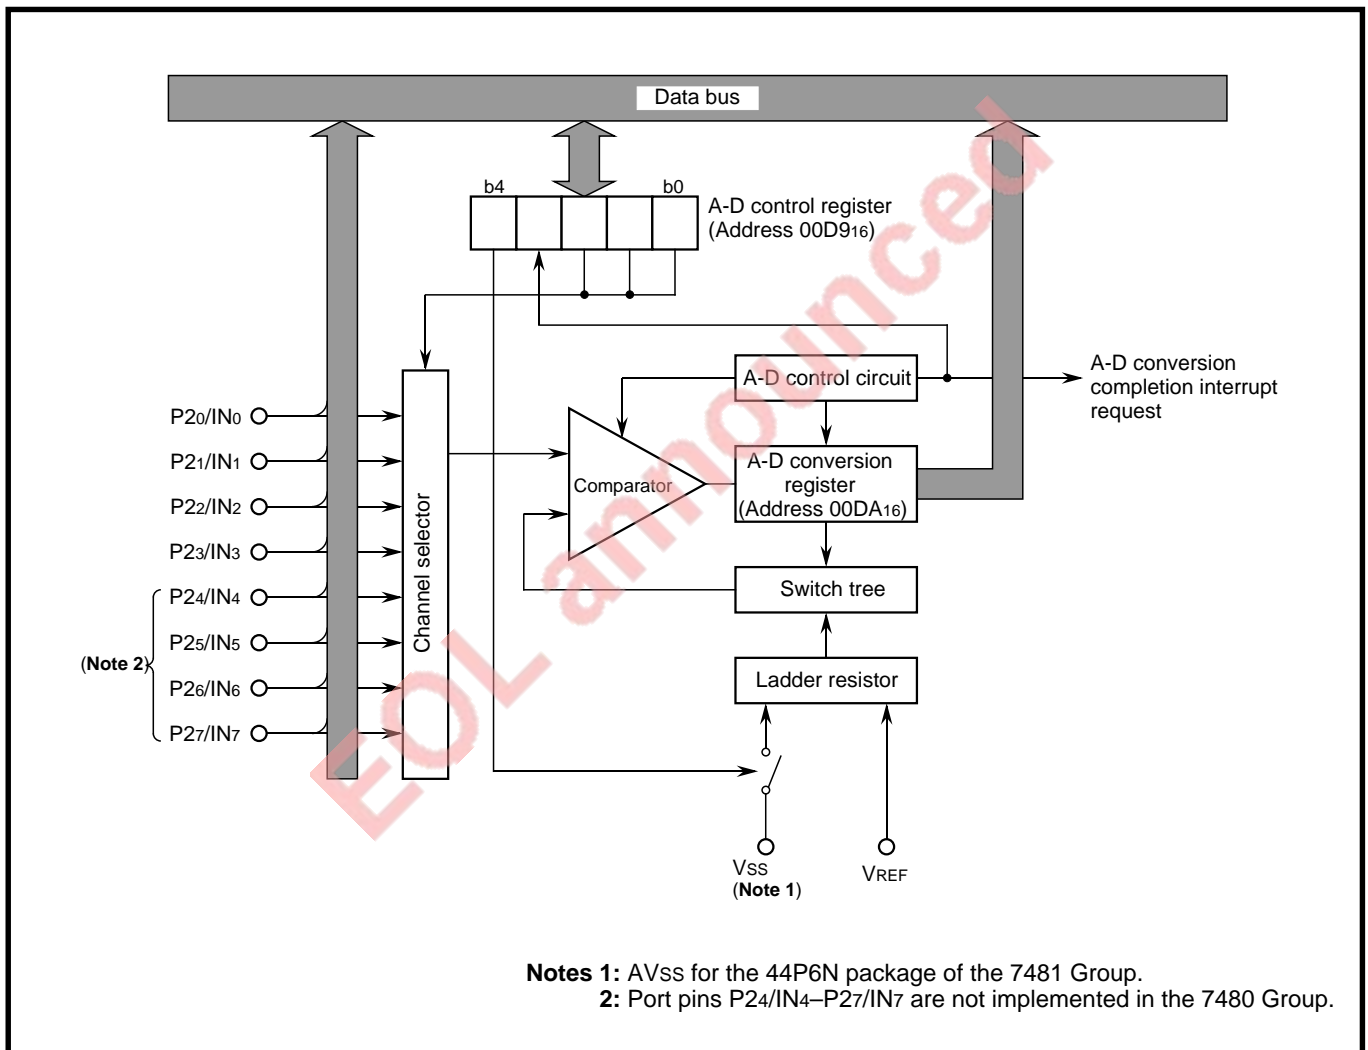 Data bus
b4
b0
A-D control register
(Address 00D916)
A-D control circuit
A-D conversion
completion interrupt
request
P20/IN0
P21/IN1
P22/IN2
P23/IN3
P24/IN4
P25/IN5
P26/IN6
P27/IN7
(Note 2)
Channel selector
Comparator
A-D conversion
register
(Address 00DA16)
Switch tree
Ladder resistor
VSS
(Note 1)
VREF
EOL announced
Notes 1: AVSS for the 44P6N package of the 7481 Group.
2: Port pins P24/IN4–P27/IN7 are not implemented in the 7480 Group.